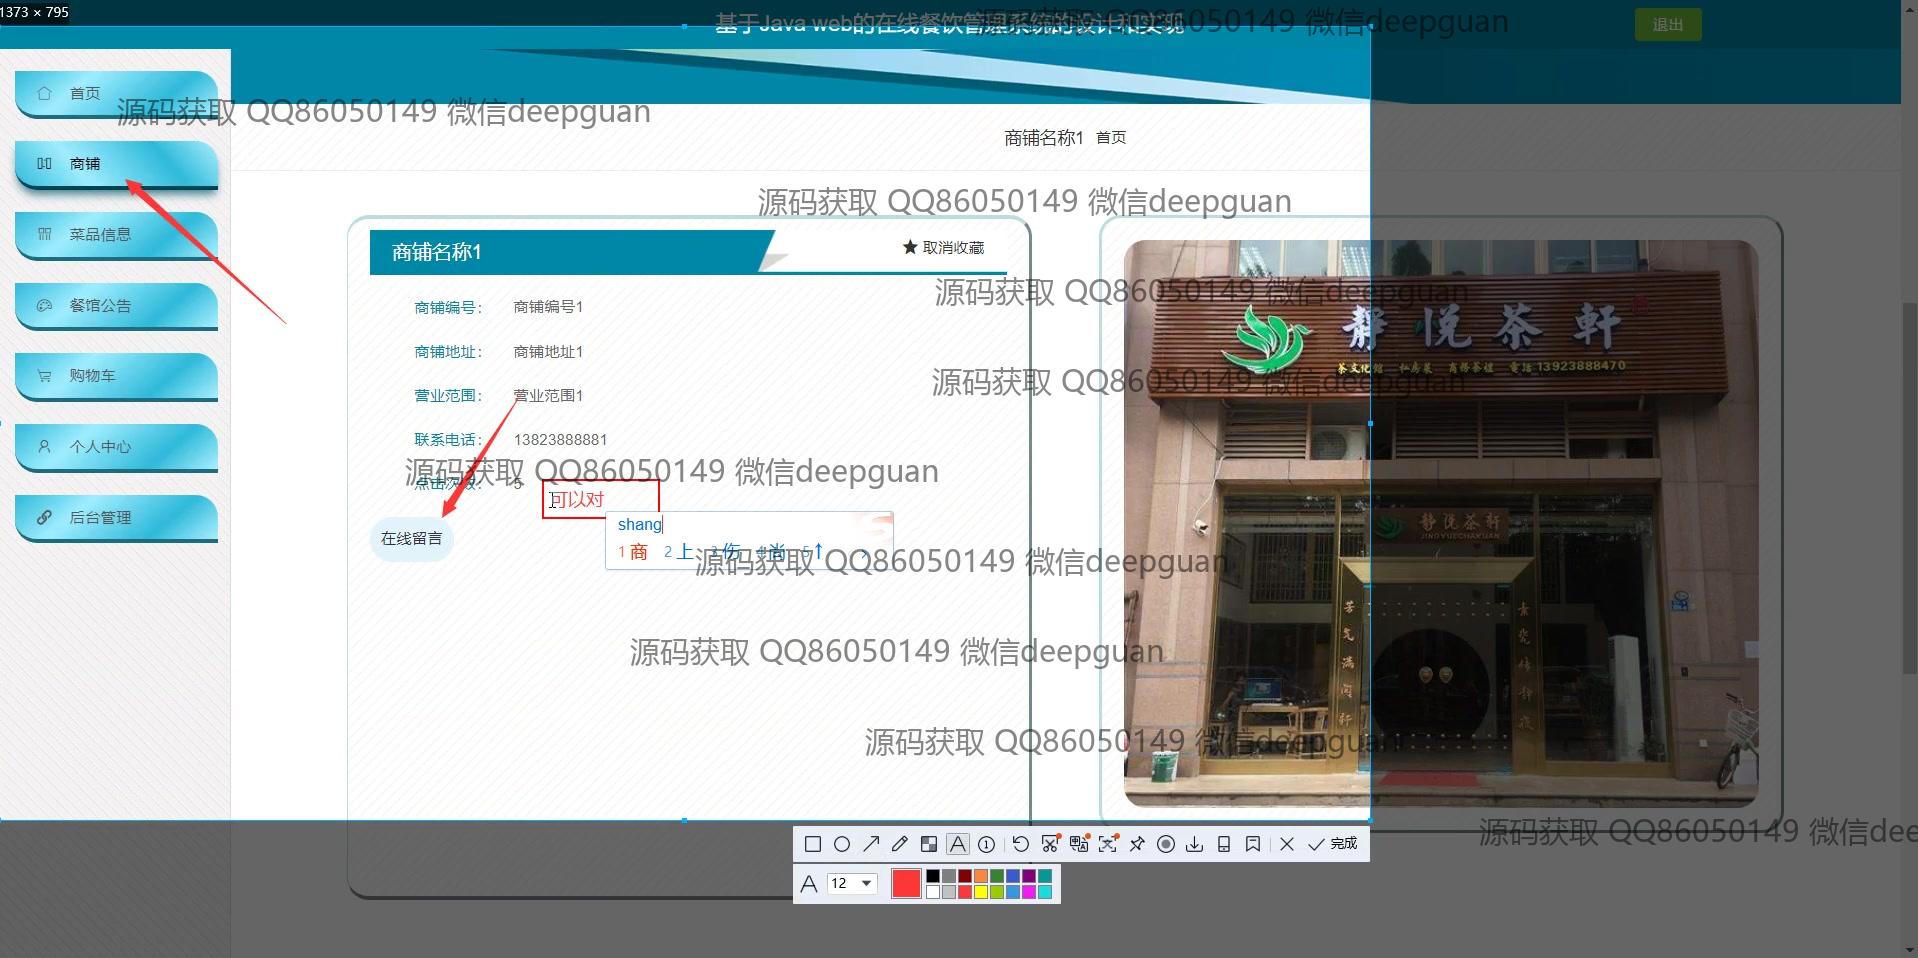 1373 × 795
基于Java web的在线餐饮管理系统的设计和实现
源码获取 QQ86050149 微信deepguan
退出
首页
源码获取 QQ86050149 微信deepguan
商铺名称1 首页
商铺
源码获取 QQ86050149 微信deepguan
菜品信息
商铺名称1
★ 取消收藏
源码获取 QQ86050149 微信deepguan
餐馆公告
商铺编号： 商铺编号1
静悦茶轩
商铺地址： 商铺地址1
茶文化馆 私房菜 商务茶谊 电话13923888470
购物车
源码获取 QQ86050149 微信deepguan
营业范围： 营业范围1
个人中心
联系电话： 13823888881
源码获取 QQ86050149 微信deepguan
点击次数： 5
可以对
后台管理
shang
静悦茶轩
JINGYUECHAXUAN
在线留言
1 商 2 上 3 伤 4 尚 5 ↑
源码获取 QQ86050149 微信deepguan
源码获取 QQ86050149 微信deepguan
源码获取 QQ86050149 微信deepguan
源码获取 QQ86050149 微信dee
完成
A 12